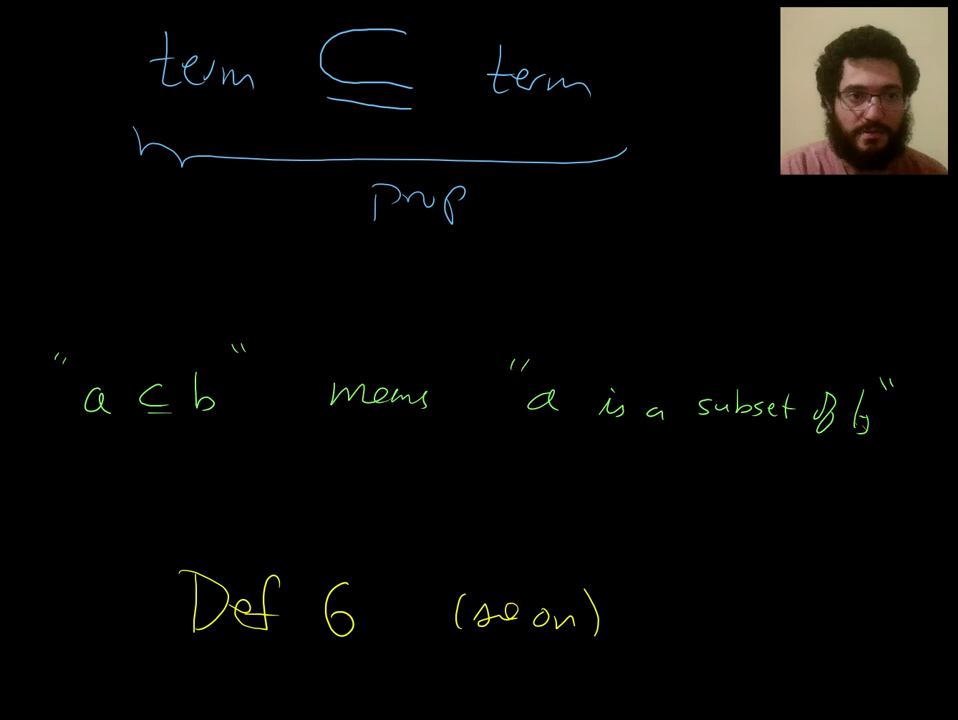 term ⊆ term
prop
"a ⊆ b" means "a is a subset of b"
Def 6 (soon)